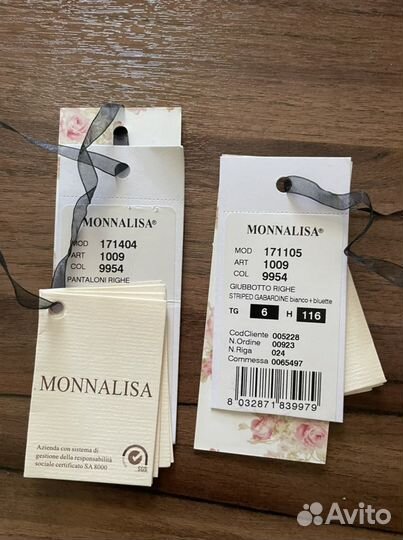 MONNALISA®
MOD 171404
ART 1009
COL 9954
PANTALONI RIGHE
MONNALISA
Azienda con sistema di
gestione della responsabilità
sociale certificato SA 8000
SGS
MONNALISA®
MOD 171105
ART 1009
COL 9954
GIUBBOTTO RIGHE
STRIPED GABARDINE bianco+bluette
TG 6 H 116
CodCliente 005228
N.Ordine 00923
N.Riga 024
Commessa 0065497
8 032871 839979
Avito